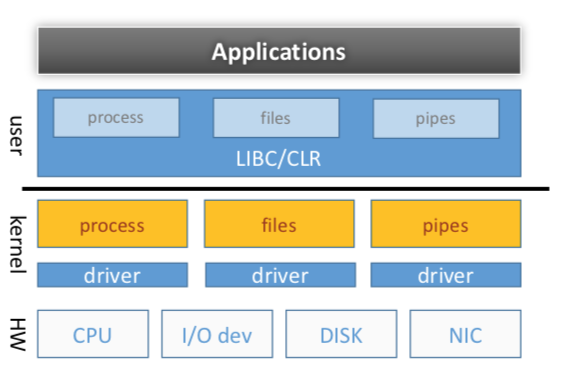 Applications
user
process files pipes
LIBC/CLR
kernel
process files pipes
driver driver driver
HW
CPU I/O dev DISK NIC